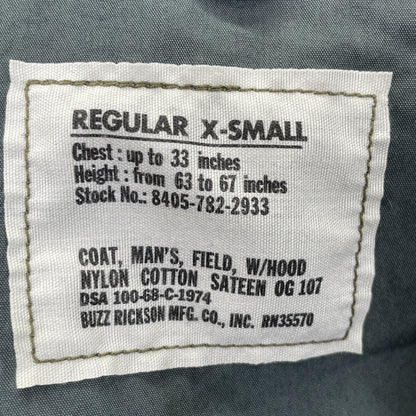 REGULAR X-SMALL
Chest: up to 33 inches
Height: from 63 to 67 inches
Stock No.: 8405-782-2933
COAT, MAN'S, FIELD, W/HOOD
NYLON COTTON SATEEN OG 107
DSA 100-68-C-1974
BUZZ RICKSON MFG. CO., INC. RN35570